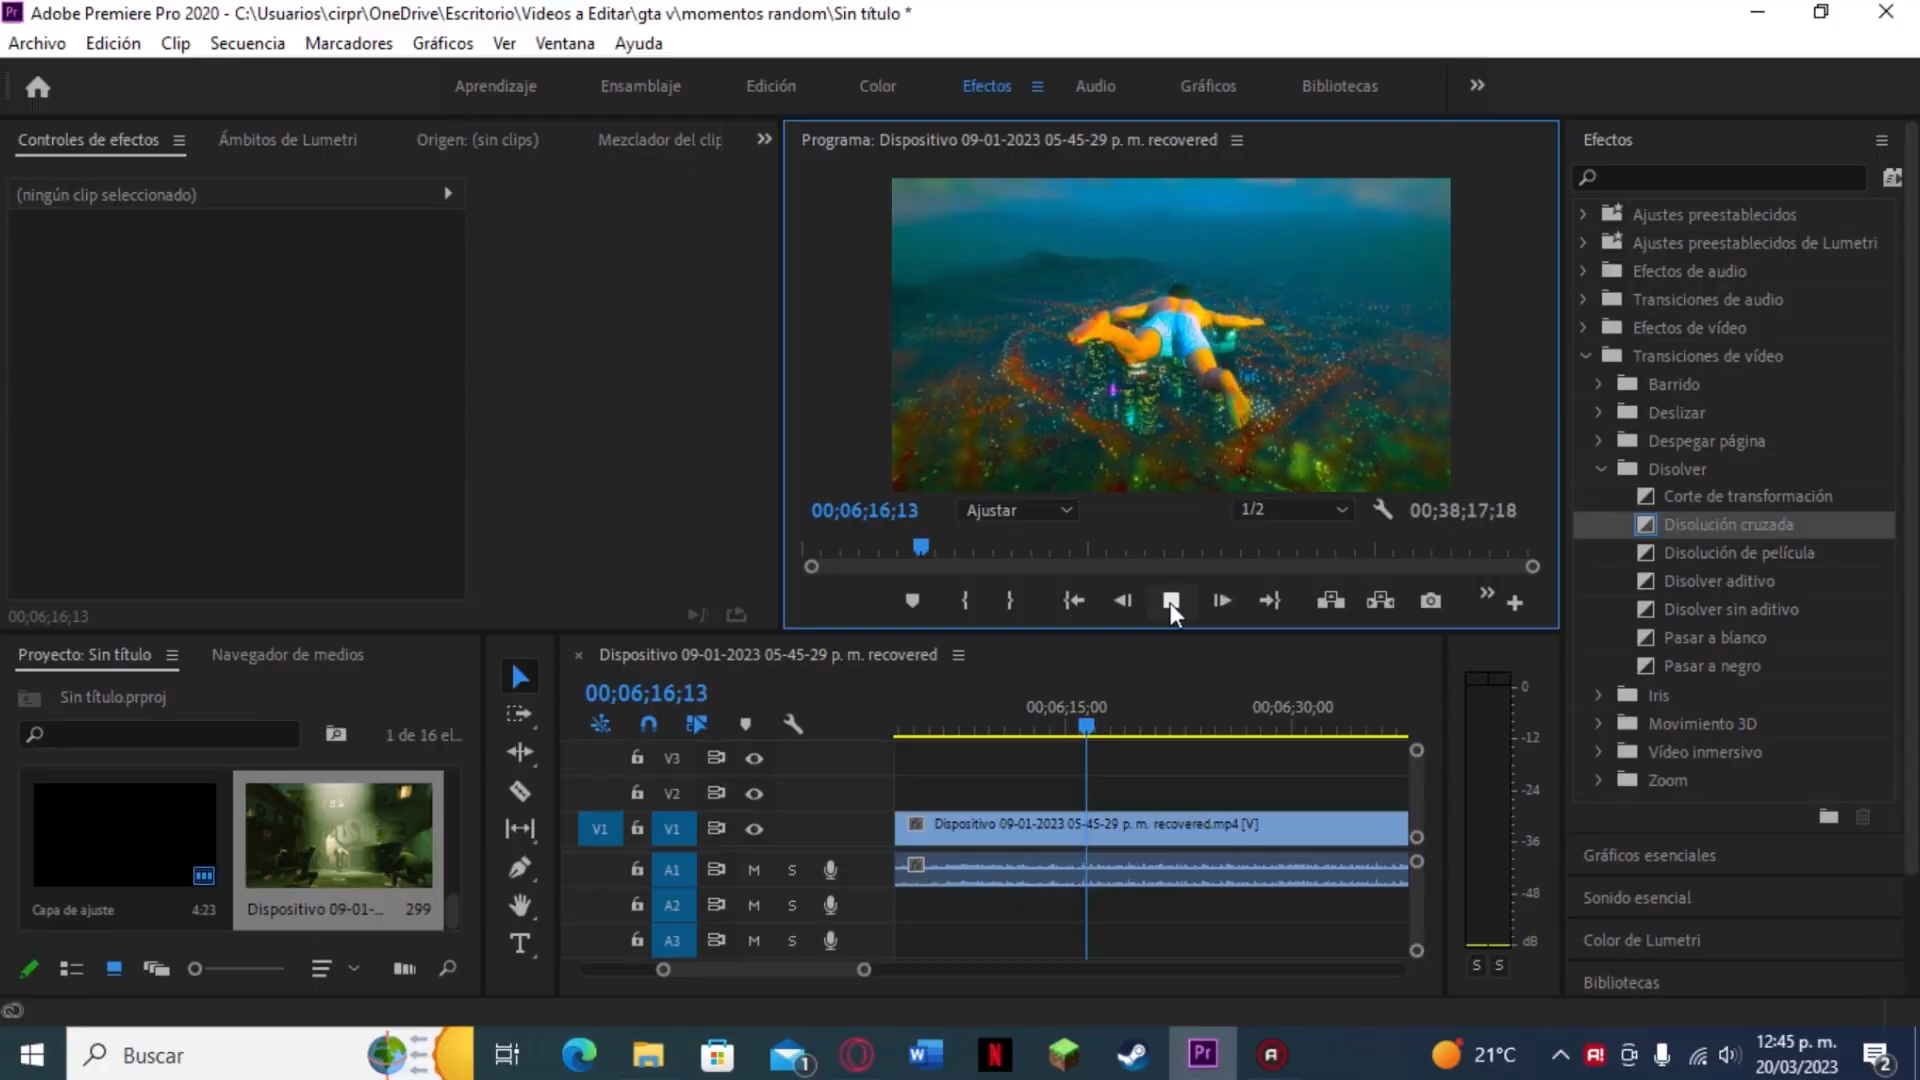 Pr Adobe Premiere Pro 2020 - C:\Usuarios\cirpr\OneDrive\Escritorio\Videos a Editar\gta v\momentos random\Sin título *
Archivo Edición Clip Secuencia Marcadores Gráficos Ver Ventana Ayuda
Aprendizaje Ensamblaje Edición Color Efectos Audio Gráficos Bibliotecas
Controles de efectos Ámbitos de Lumetri Origen: (sin clips) Mezclador del clip
(ningún clip seleccionado)
00;06;16;13
Programa: Dispositivo 09-01-2023 05-45-29 p. m. recovered
00;06;16;13 Ajustar 1/2 00;38;17;18
Efectos
Ajustes preestablecidos
Ajustes preestablecidos de Lumetri
Efectos de audio
Transiciones de audio
Efectos de vídeo
Transiciones de vídeo
Barrido
Deslizar
Despegar página
Disolver
Corte de transformación
Disolución cruzada
Disolución de película
Disolver aditivo
Disolver sin aditivo
Pasar a blanco
Pasar a negro
Iris
Movimiento 3D
Vídeo inmersivo
Zoom
Gráficos esenciales
Sonido esencial
Color de Lumetri
Bibliotecas
Proyecto: Sin título Navegador de medios
Sin título.prproj
1 de 16 el...
Capa de ajuste 4:23
Dispositivo 09-01-... 299
Dispositivo 09-01-2023 05-45-29 p. m. recovered
00;06;16;13
00;06;15;00 00;06;30;00
V3
V2
V1 V1 Dispositivo 09-01-2023 05-45-29 p. m. recovered.mp4 [V]
A1 M S
A2 M S
A3 M S
0
-12
-24
-36
-48
dB
S S
Buscar
1
W
N
Pr
21°C
12:45 p. m.
20/03/2023
2